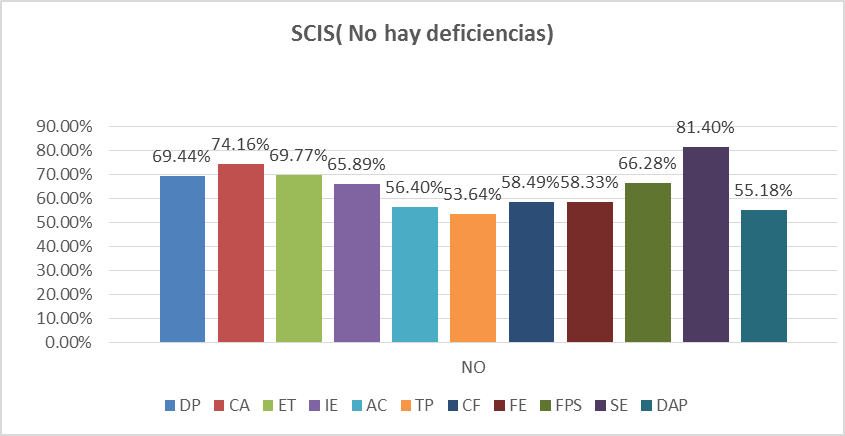 SCIS( No hay deficiencias)
90.00%
80.00%
70.00%
60.00%
50.00%
40.00%
30.00%
20.00%
10.00%
0.00%
69.44% 74.16% 69.77% 65.89% 56.40% 53.64% 58.49% 58.33% 66.28% 81.40% 55.18%
NO
DP CA ET IE AC TP CF FE FPS SE DAP